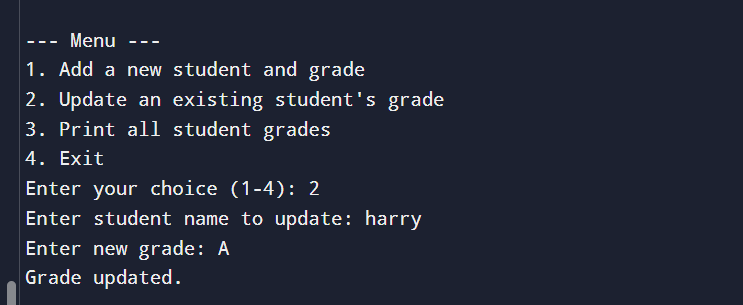 --- Menu ---
1. Add a new student and grade
2. Update an existing student's grade
3. Print all student grades
4. Exit
Enter your choice (1-4): 2
Enter student name to update: harry
Enter new grade: A
Grade updated.